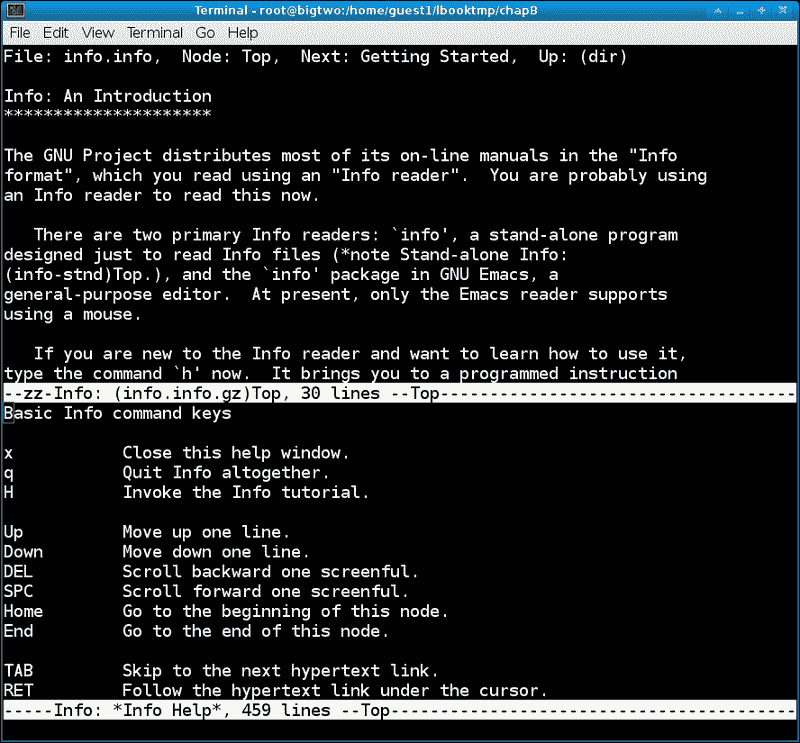 Terminal - root@bigtwo:/home/guest1/lbooktmp/chapB
File Edit View Terminal Go Help
File: info.info,  Node: Top,  Next: Getting Started,  Up: (dir)
Info: An Introduction
*********************
The GNU Project distributes most of its on-line manuals in the "Info
format", which you read using an "Info reader".  You are probably using
an Info reader to read this now.
   There are two primary Info readers: `info', a stand-alone program
designed just to read Info files (*note Stand-alone Info:
(info-stnd)Top.), and the `info' package in GNU Emacs, a
general-purpose editor.  At present, only the Emacs reader supports
using a mouse.
   If you are new to the Info reader and want to learn how to use it,
type the command `h' now.  It brings you to a programmed instruction
--zz-Info: (info.info.gz)Top, 30 lines --Top------------------------------------
Basic Info command keys
x           Close this help window.
q           Quit Info altogether.
H           Invoke the Info tutorial.
Up          Move up one line.
Down        Move down one line.
DEL         Scroll backward one screenful.
SPC         Scroll forward one screenful.
Home        Go to the beginning of this node.
End         Go to the end of this node.
TAB         Skip to the next hypertext link.
RET         Follow the hypertext link under the cursor.
-----Info: *Info Help*, 459 lines --Top-----------------------------------------